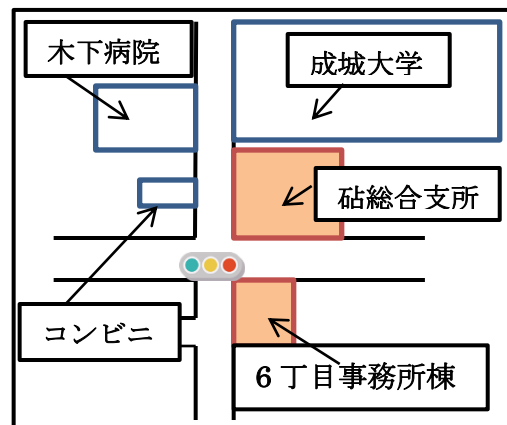 木下病院
成城大学
砧総合支所
コンビニ
６丁目事務所棟